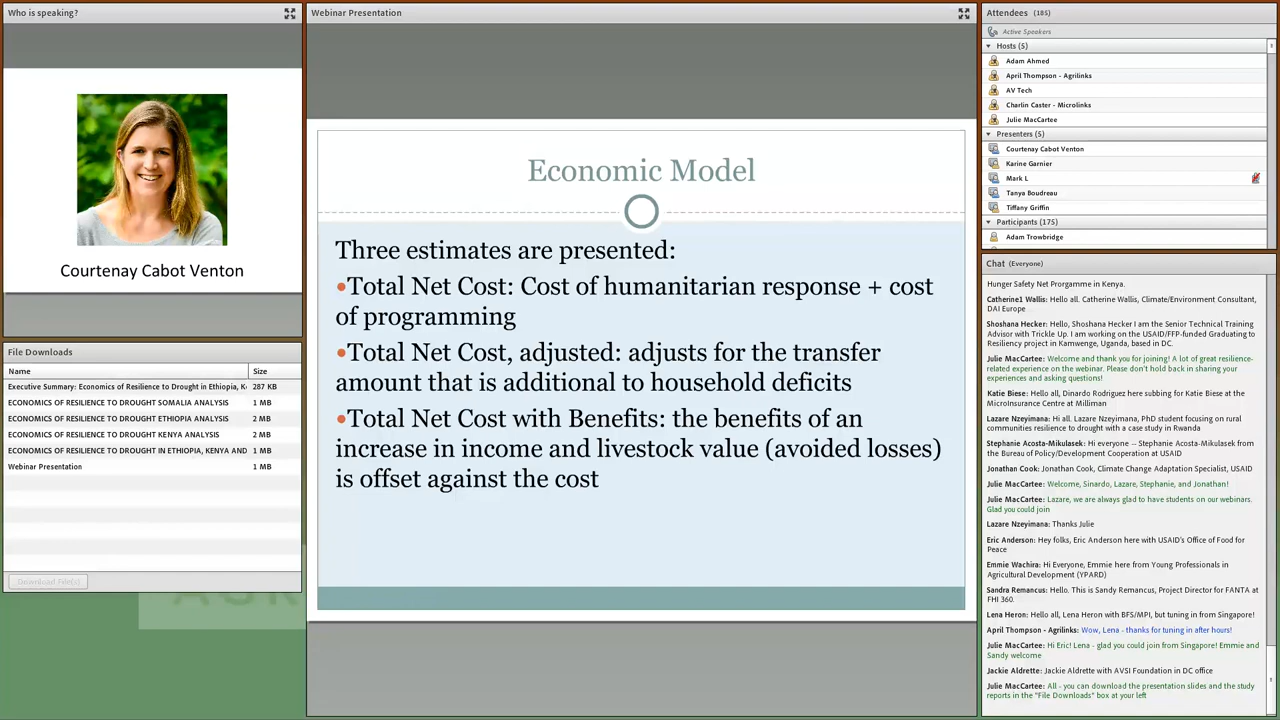 Who is speaking?
Courtenay Cabot Venton
File Downloads
Name Size
Executive Summary: Economics of Resilience to Drought in Ethiopia, Ke 287 KB
ECONOMICS OF RESILIENCE TO DROUGHT SOMALIA ANALYSIS 1 MB
ECONOMICS OF RESILIENCE TO DROUGHT ETHIOPIA ANALYSIS 2 MB
ECONOMICS OF RESILIENCE TO DROUGHT KENYA ANALYSIS 2 MB
ECONOMICS OF RESILIENCE TO DROUGHT IN ETHIOPIA, KENYA AND 1 MB
Webinar Presentation 1 MB
Download File(s)
Webinar Presentation
Economic Model
Three estimates are presented:
•Total Net Cost: Cost of humanitarian response + cost
of programming
•Total Net Cost, adjusted: adjusts for the transfer
amount that is additional to household deficits
•Total Net Cost with Benefits: the benefits of an
increase in income and livestock value (avoided losses)
is offset against the cost
Attendees (185)
Active Speakers
Hosts (5)
Adam Ahmed
April Thompson - Agrilinks
AV Tech
Charlin Caster - Microlinks
Julie MacCartee
Presenters (5)
Courtenay Cabot Venton
Karine Garnier
Mark L
Tanya Boudreau
Tiffany Griffin
Participants (175)
Adam Trowbridge
Chat (Everyone)
Hunger Safety Net Prorgamme in Kenya.
Catherine1 Wallis: Hello all. Catherine Wallis, Climate/Environment Consultant,
DAI Europe
Shoshana Hecker: Hello, Shoshana Hecker I am the Senior Technical Training
Advisor with Trickle Up. I am working on the USAID/FFP-funded Graduating to
Resiliency project in Kamwenge, Uganda, based in DC.
Julie MacCartee: Welcome and thank you for joining! A lot of great resilience-
related experience on the webinar. Please don't hold back in sharing your
experiences and asking questions!
Katie Biese: Hello all, Dinardo Rodriguez here subbing for Katie Biese at the
MicroInsurance Centre at Milliman
Lazare Nzeyimana: Hi all. Lazare Nzeyimana, PhD student focusing on rural
communities resilience to drought with a case study in Rwanda
Stephanie Acosta-Mikulasek: Hi everyone -- Stephanie Acosta-Mikulasek from
the Bureau of Policy/Development Cooperation at USAID
Jonathan Cook: Jonathan Cook, Climate Change Adaptation Specialist, USAID
Julie MacCartee: Welcome, Sinardo, Lazare, Stephanie, and Jonathan!
Julie MacCartee: Lazare, we are always glad to have students on our webinars.
Glad you could join
Lazare Nzeyimana: Thanks Julie
Eric Anderson: Hey folks, Eric Anderson here with USAID's Office of Food for
Peace
Emmie Wachira: Hi Everyone, Emmie here from Young Professionals in
Agricultural Development (YPARD)
Sandra Remancus: Hello. This is Sandy Remancus, Project Director for FANTA at
FHI 360.
Lena Heron: Hello all, Lena Heron with BFS/MPI, but tuning in from Singapore!
April Thompson - Agrilinks: Wow, Lena - thanks for tuning in after hours!
Julie MacCartee: Hi Eric! Lena - glad you could join from Singapore! Emmie and
Sandy welcome
Jackie Aldrette: Jackie Aldrette with AVSI Foundation in DC office
Julie MacCartee: All - you can download the presentation slides and the study
reports in the "File Downloads" box at your left